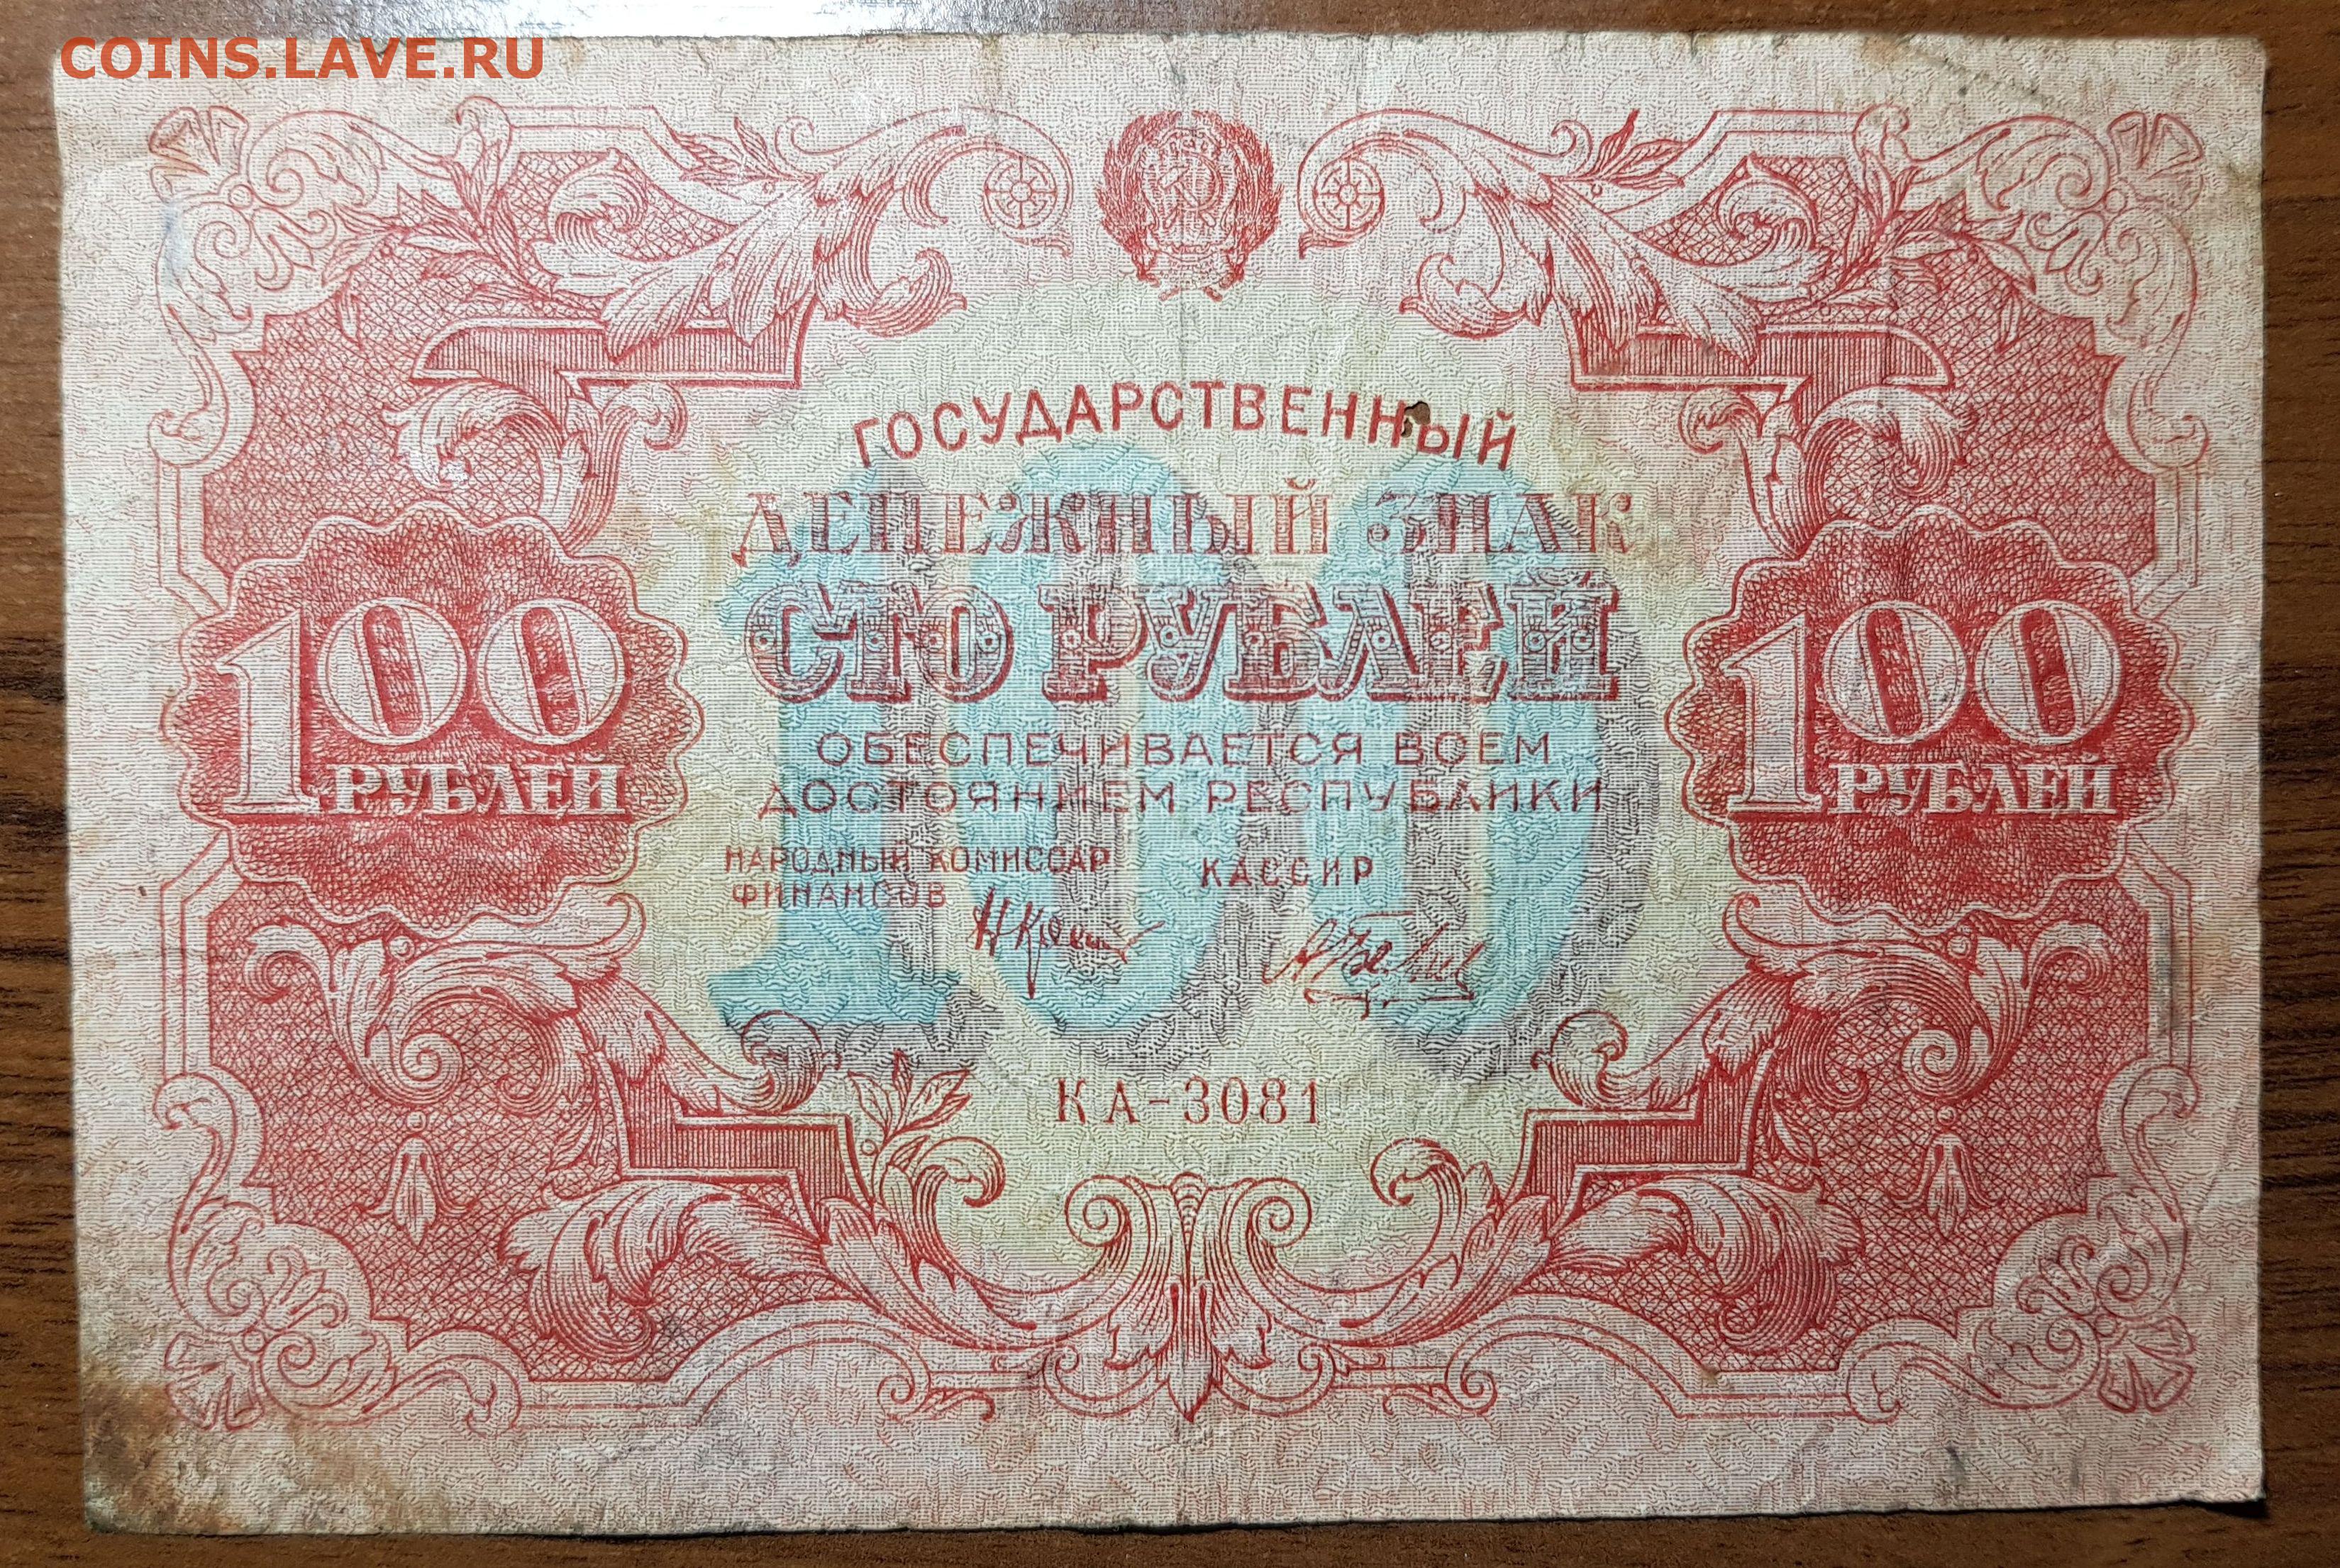 COINS.LAVE.RU
ГОСУДАРСТВЕННЫЙ
ДЕНЕЖНЫЙ ЗНАК
СТО РУБЛЕЙ
100
ОБЕСПЕЧИВАЕТСЯ ВСЕМ
ДОСТОЯНИЕМ РЕСПУБЛИКИ
100
РУБЛЕЙ
100
РУБЛЕЙ
НАРОДНЫЙ КОМИССАР
ФИНАНСОВ
КАССИР
КА-3081